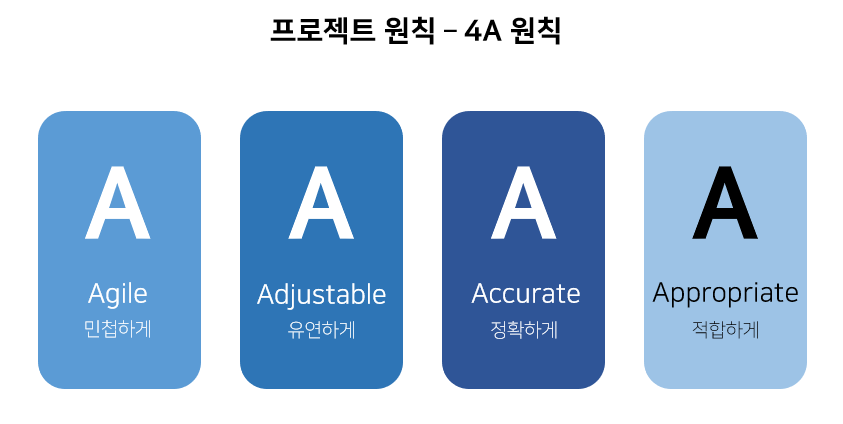 프로젝트 원칙 – 4A 원칙
A
Agile
민첩하게
A
Adjustable
유연하게
A
Accurate
정확하게
A
Appropriate
적합하게